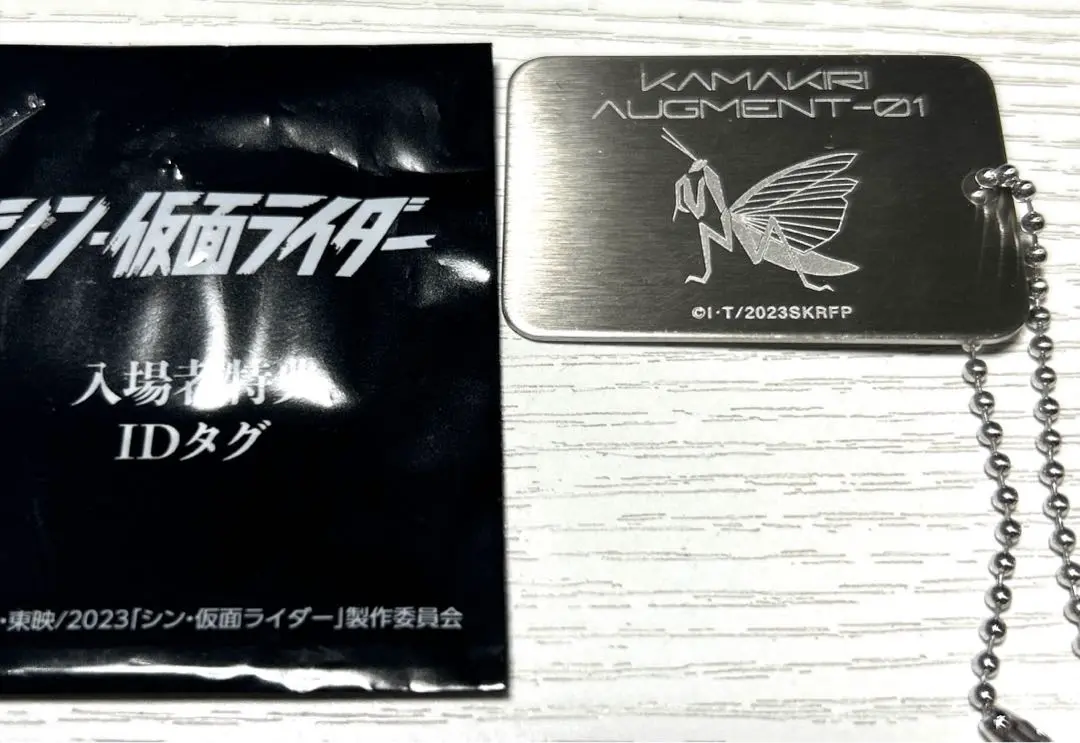 シン・仮面ライダー
入場者特典
IDタグ
・東映/2023「シン・仮面ライダー」製作委員会
KAMAKIRI
AUGMENT-01
©I・T/2023SKRFP